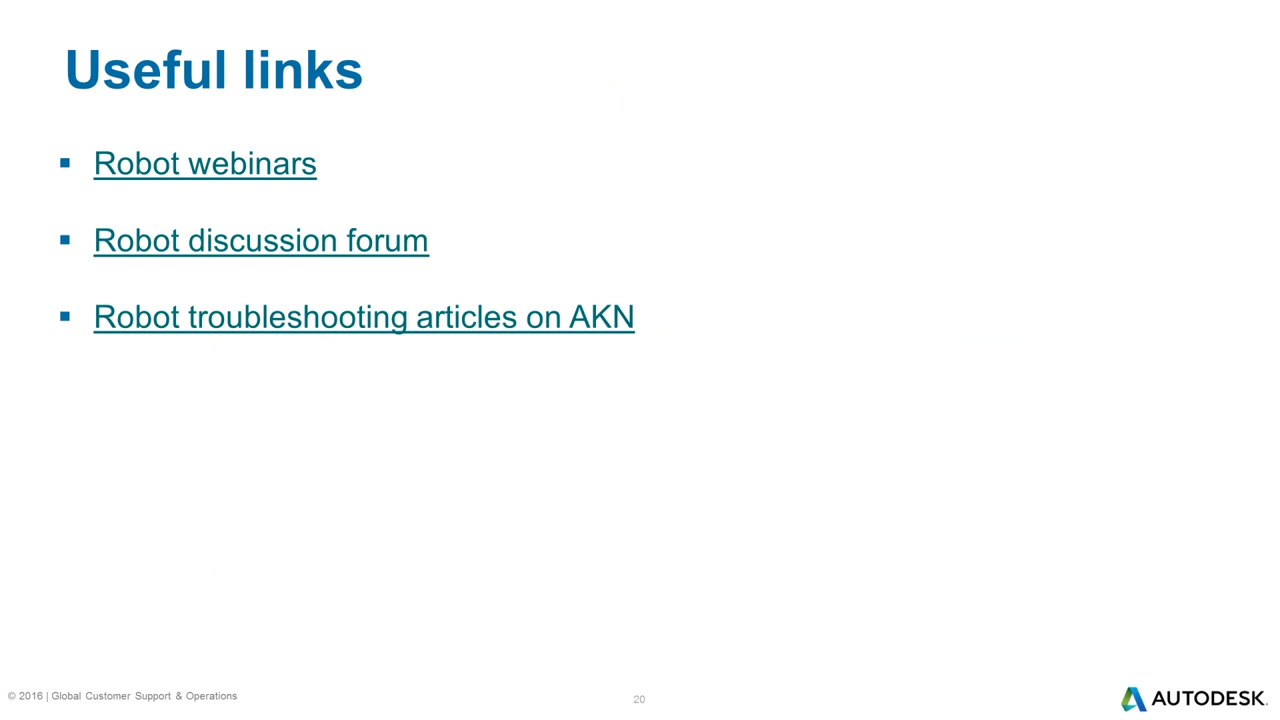 Useful links
▪ Robot webinars
▪ Robot discussion forum
▪ Robot troubleshooting articles on AKN
© 2016 | Global Customer Support & Operations
20
AUTODESK.